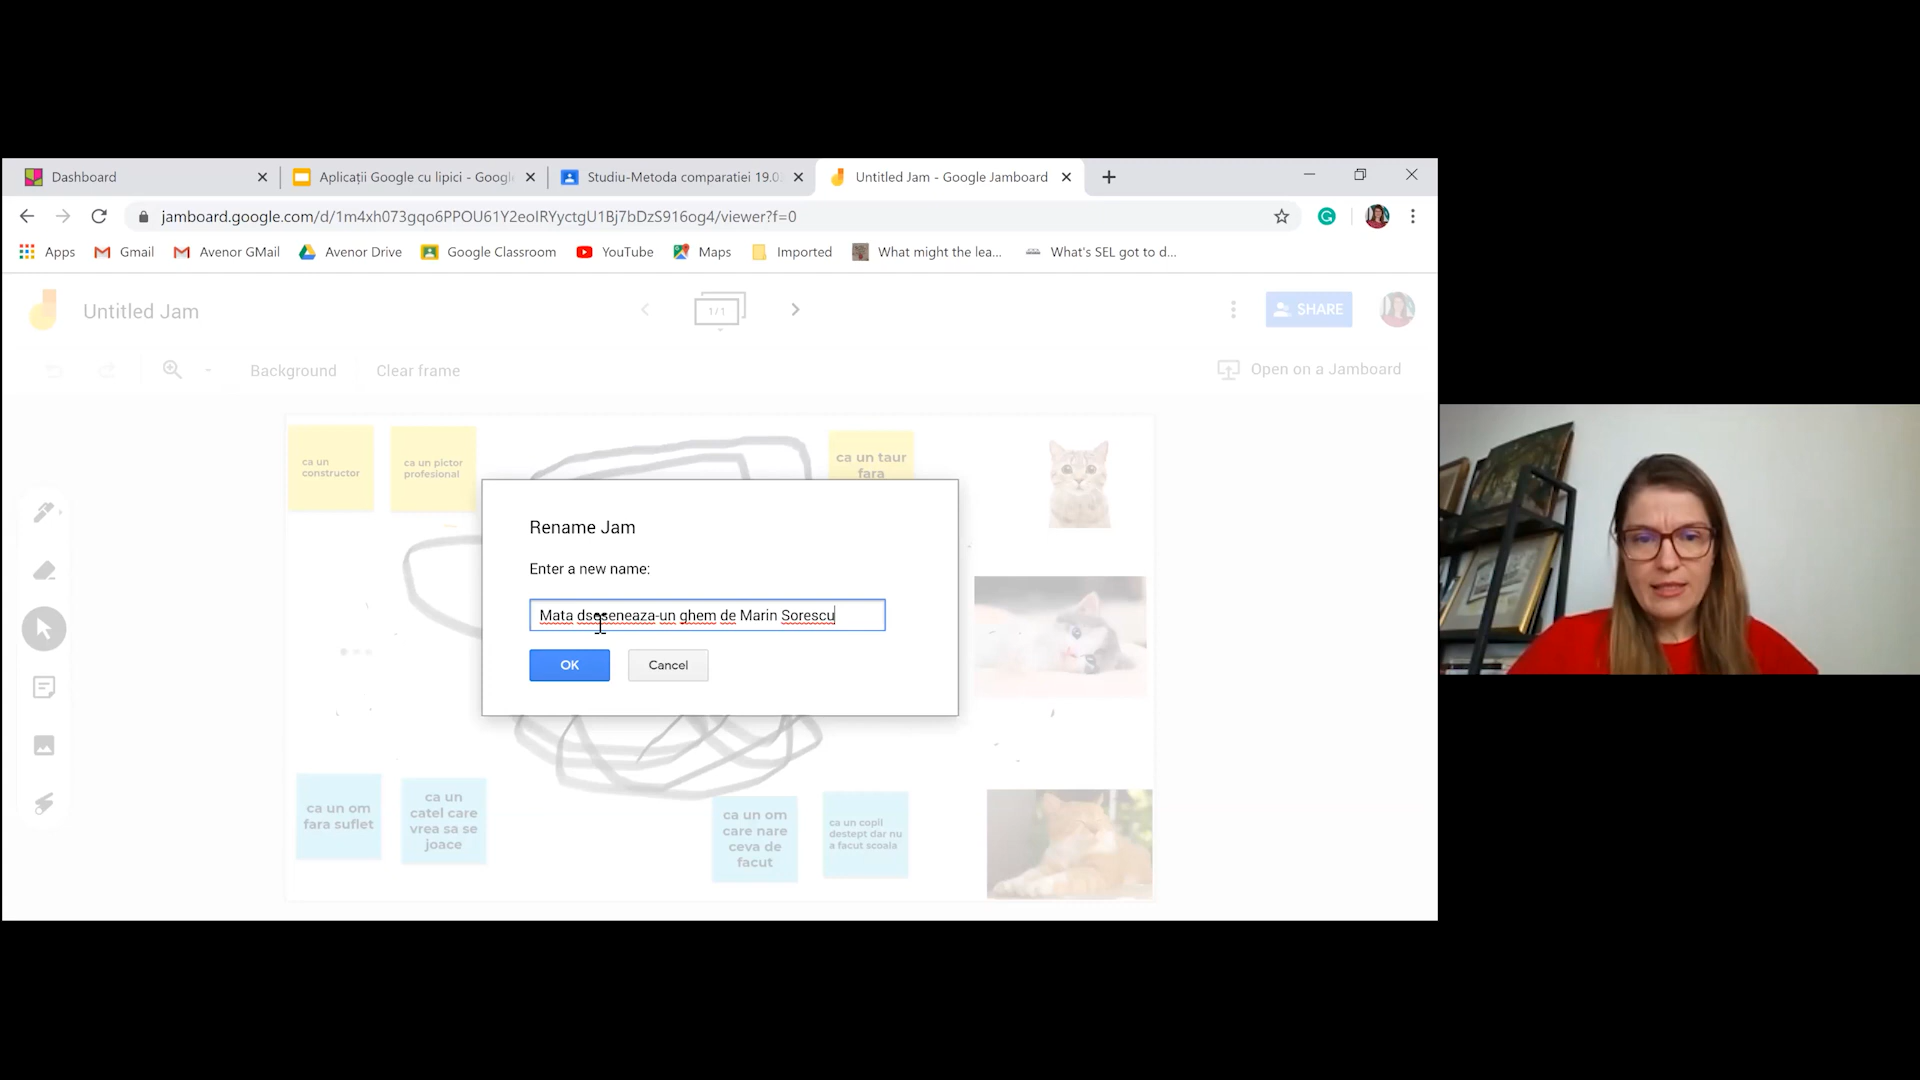 Dashboard
Aplicații Google cu lipici - Googl
Studiu-Metoda comparatiei 19.0
Untitled Jam - Google Jamboard
jamboard.google.com/d/1m4xh073gqo6PPOU61Y2eoIRYyctgU1Bj7bDzS916og4/viewer?f=0
Apps
Gmail
Avenor GMail
Avenor Drive
Google Classroom
YouTube
Maps
Imported
What might the lea...
What's SEL got to d...
Untitled Jam
1/1
SHARE
Background
Clear frame
Open on a Jamboard
ca un
constructor
ca un pictor
profesional
ca un taur
fara
Rename Jam
Enter a new name:
Mata dseseneaza-un ghem de Marin Sorescu
OK
Cancel
ca un om
fara suflet
ca un
catel care
vrea sa se
joace
ca un om
care nare
ceva de
facut
ca un copil
destept dar nu
a facut scoala